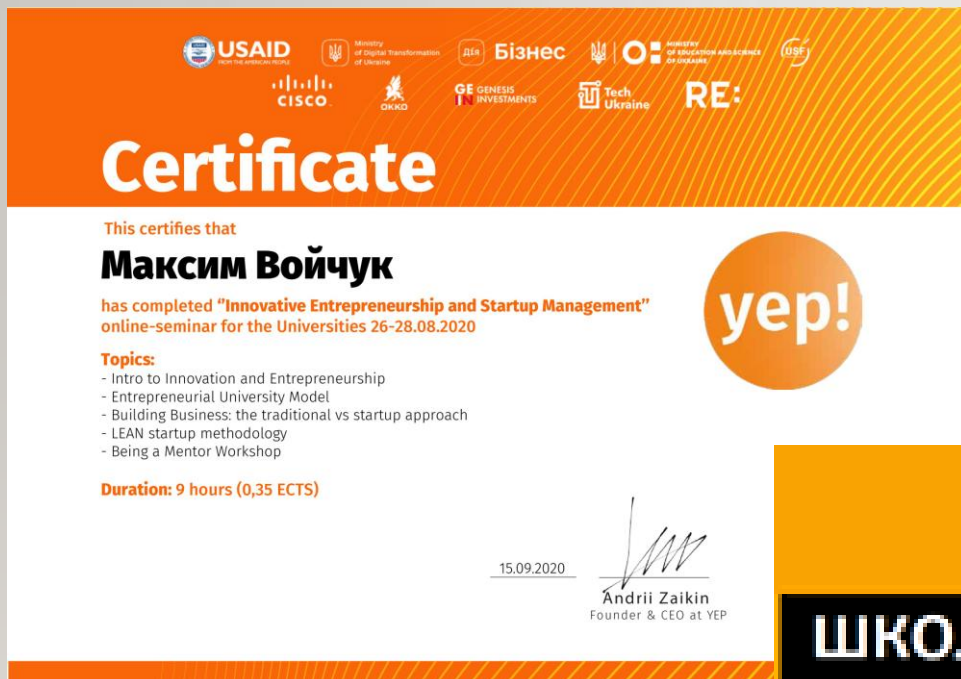 USAID
FROM THE AMERICAN PEOPLE
Ministry
of Digital Transformation
of Ukraine
Дія Бізнес
MINISTRY
OF EDUCATION AND SCIENCE
OF UKRAINE
USF
CISCO
OKKO
GE GENESIS
IN INVESTMENTS
Tech
Ukraine
RE:
Certificate
This certifies that
Максим Войчук
has completed "Innovative Entrepreneurship and Startup Management"
online-seminar for the Universities 26-28.08.2020
yep!
Topics:
- Intro to Innovation and Entrepreneurship
- Entrepreneurial University Model
- Building Business: the traditional vs startup approach
- LEAN startup methodology
- Being a Mentor Workshop
Duration: 9 hours (0,35 ECTS)
15.09.2020
Andrii Zaikin
Founder & CEO at YEP